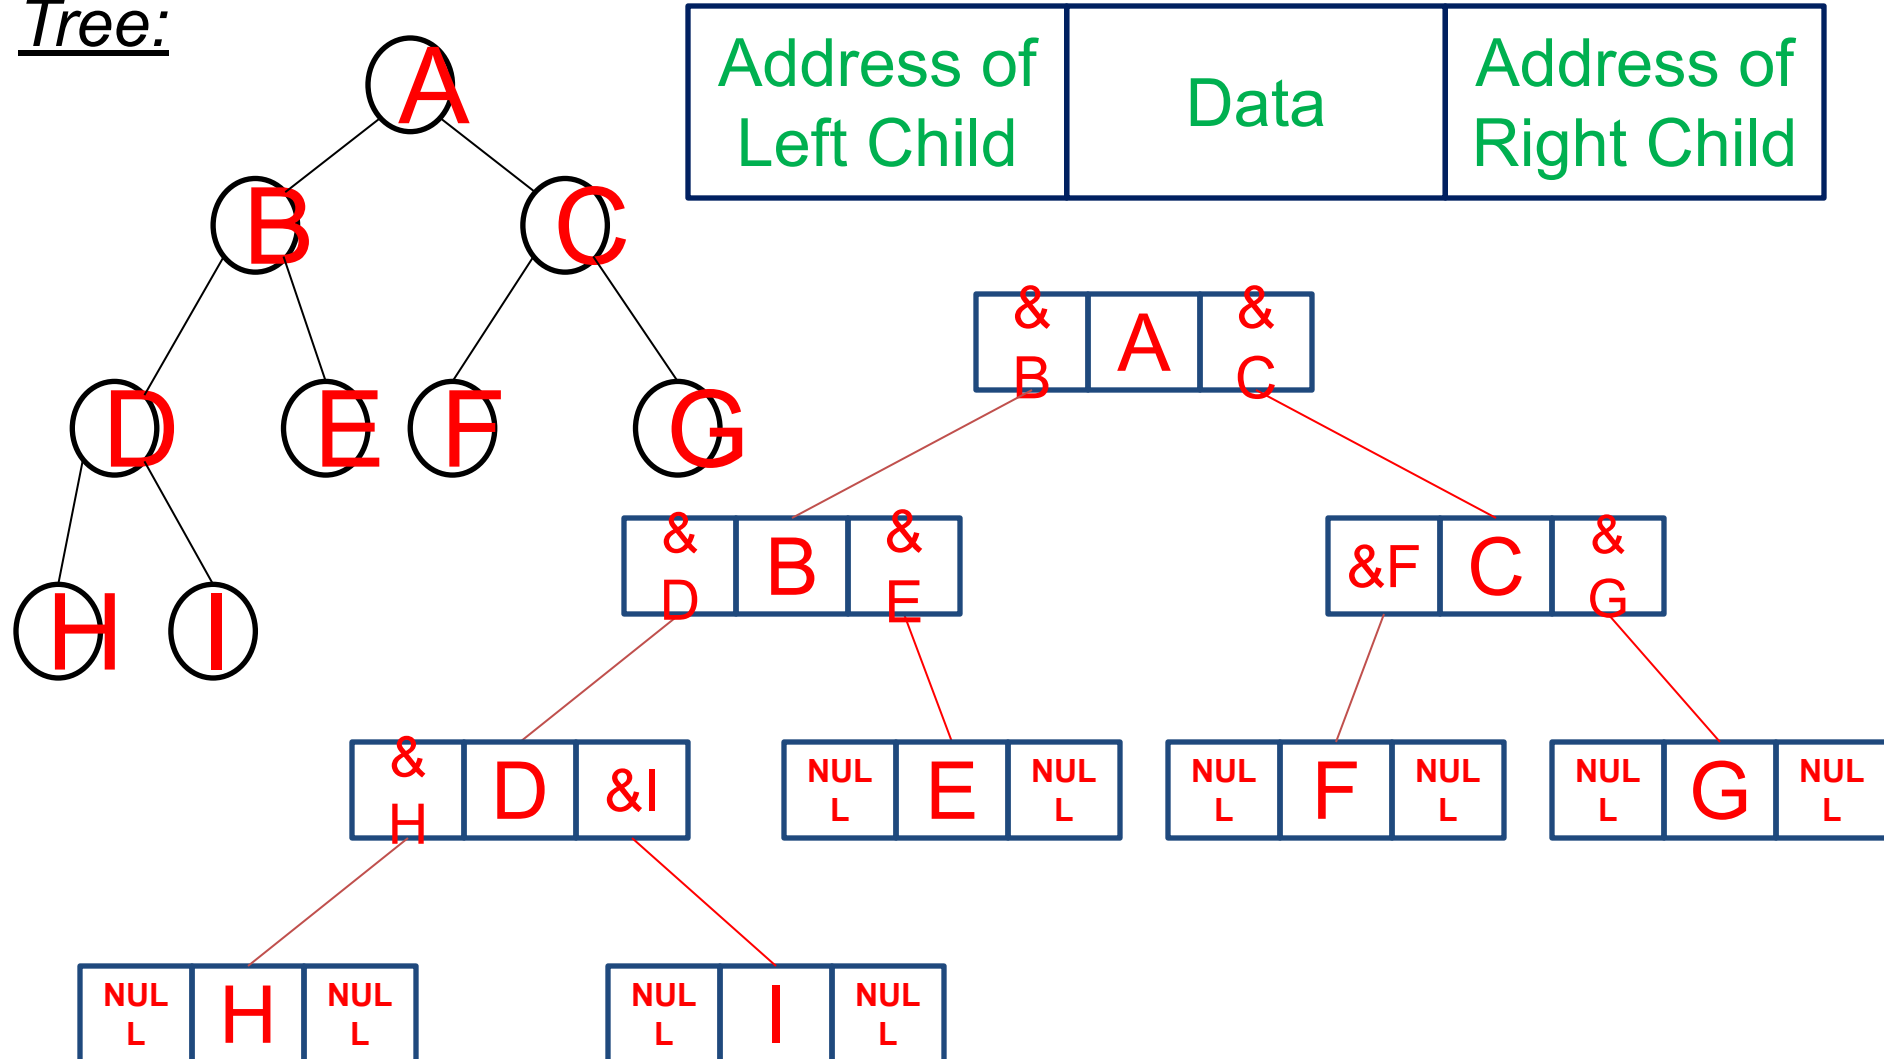 Tree:
A
B
C
D
E
F
G
H
I
Address of
Left Child
Data
Address of
Right Child
&
B
A
&
C
&
D
B
&
E
&F
C
&
G
&
H
D
&I
NUL
L
E
NUL
L
NUL
L
F
NUL
L
NUL
L
G
NUL
L
NUL
L
H
NUL
L
NUL
L
I
NUL
L